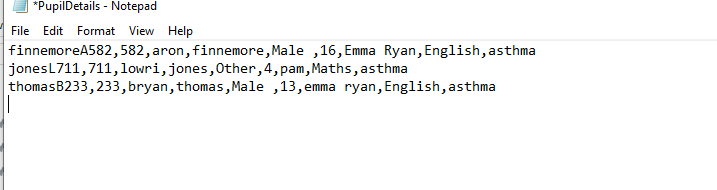 *PupilDetails - Notepad
File Edit Format View Help
finnemoreA582,582,aron,finnemore,Male ,16,Emma Ryan,English,asthma
jonesL711,711,lowri,jones,Other,4,pam,Maths,asthma
thomasB233,233,bryan,thomas,Male ,13,emma ryan,English,asthma